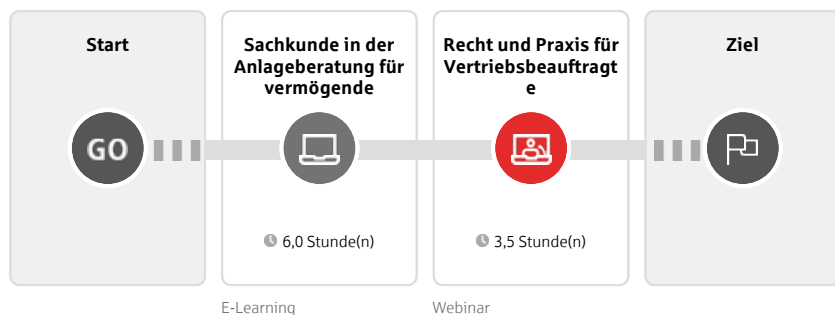 Start
GO
Sachkunde in der
Anlageberatung für
vermögende
6,0 Stunde(n)
E-Learning
Recht und Praxis für
Vertriebsbeauftragt
e
3,5 Stunde(n)
Webinar
Ziel